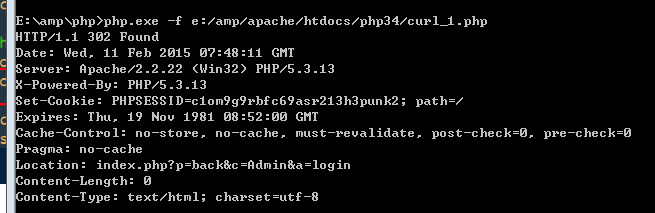 E:\amp\php>php.exe -f e:/amp/apache/htdocs/php34/curl_1.php
HTTP/1.1 302 Found
Date: Wed, 11 Feb 2015 07:48:11 GMT
Server: Apache/2.2.22 (Win32) PHP/5.3.13
X-Powered-By: PHP/5.3.13
Set-Cookie: PHPSESSID=c1om9g9rbfc69asr213h3punk2; path=/
Expires: Thu, 19 Nov 1981 08:52:00 GMT
Cache-Control: no-store, no-cache, must-revalidate, post-check=0, pre-check=0
Pragma: no-cache
Location: index.php?p=back&c=Admin&a=login
Content-Length: 0
Content-Type: text/html; charset=utf-8